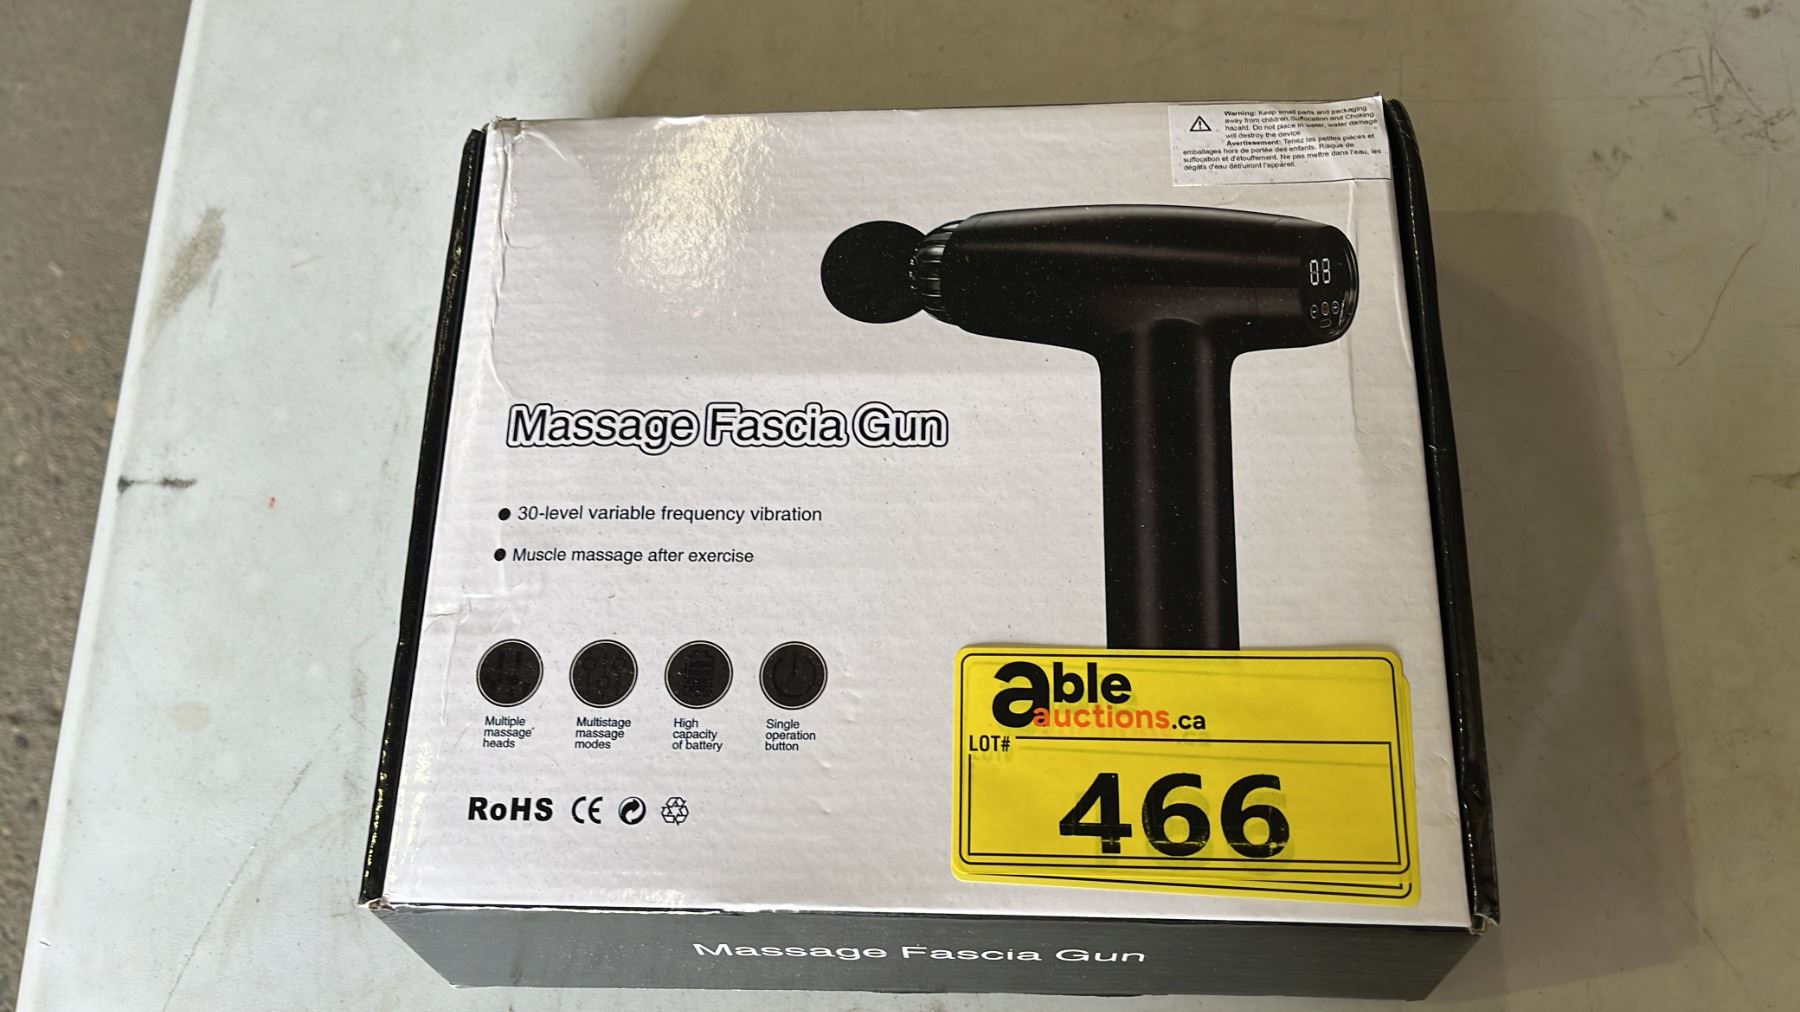 Warning: Keep small parts and packaging
away from children. Suffocation and Choking
hazard. Do not place in water, water damage
will destroy the device
Avertissement: Tenez les petites pièces et
emballages hors de portée des enfants. Risque de
suffocation et d'étouffement. Ne pas mettre dans l'eau, les
dégâts d'eau détruiront l'appareil.
03
Massage Fascia Gun
● 30-level variable frequency vibration
● Muscle massage after exercise
Multiple
massage
heads
Multistage
massage
modes
High
capacity
of battery
Single
operation
button
RoHS CE
able
auctions.ca
LOT#
466
Massage Fascia Gun